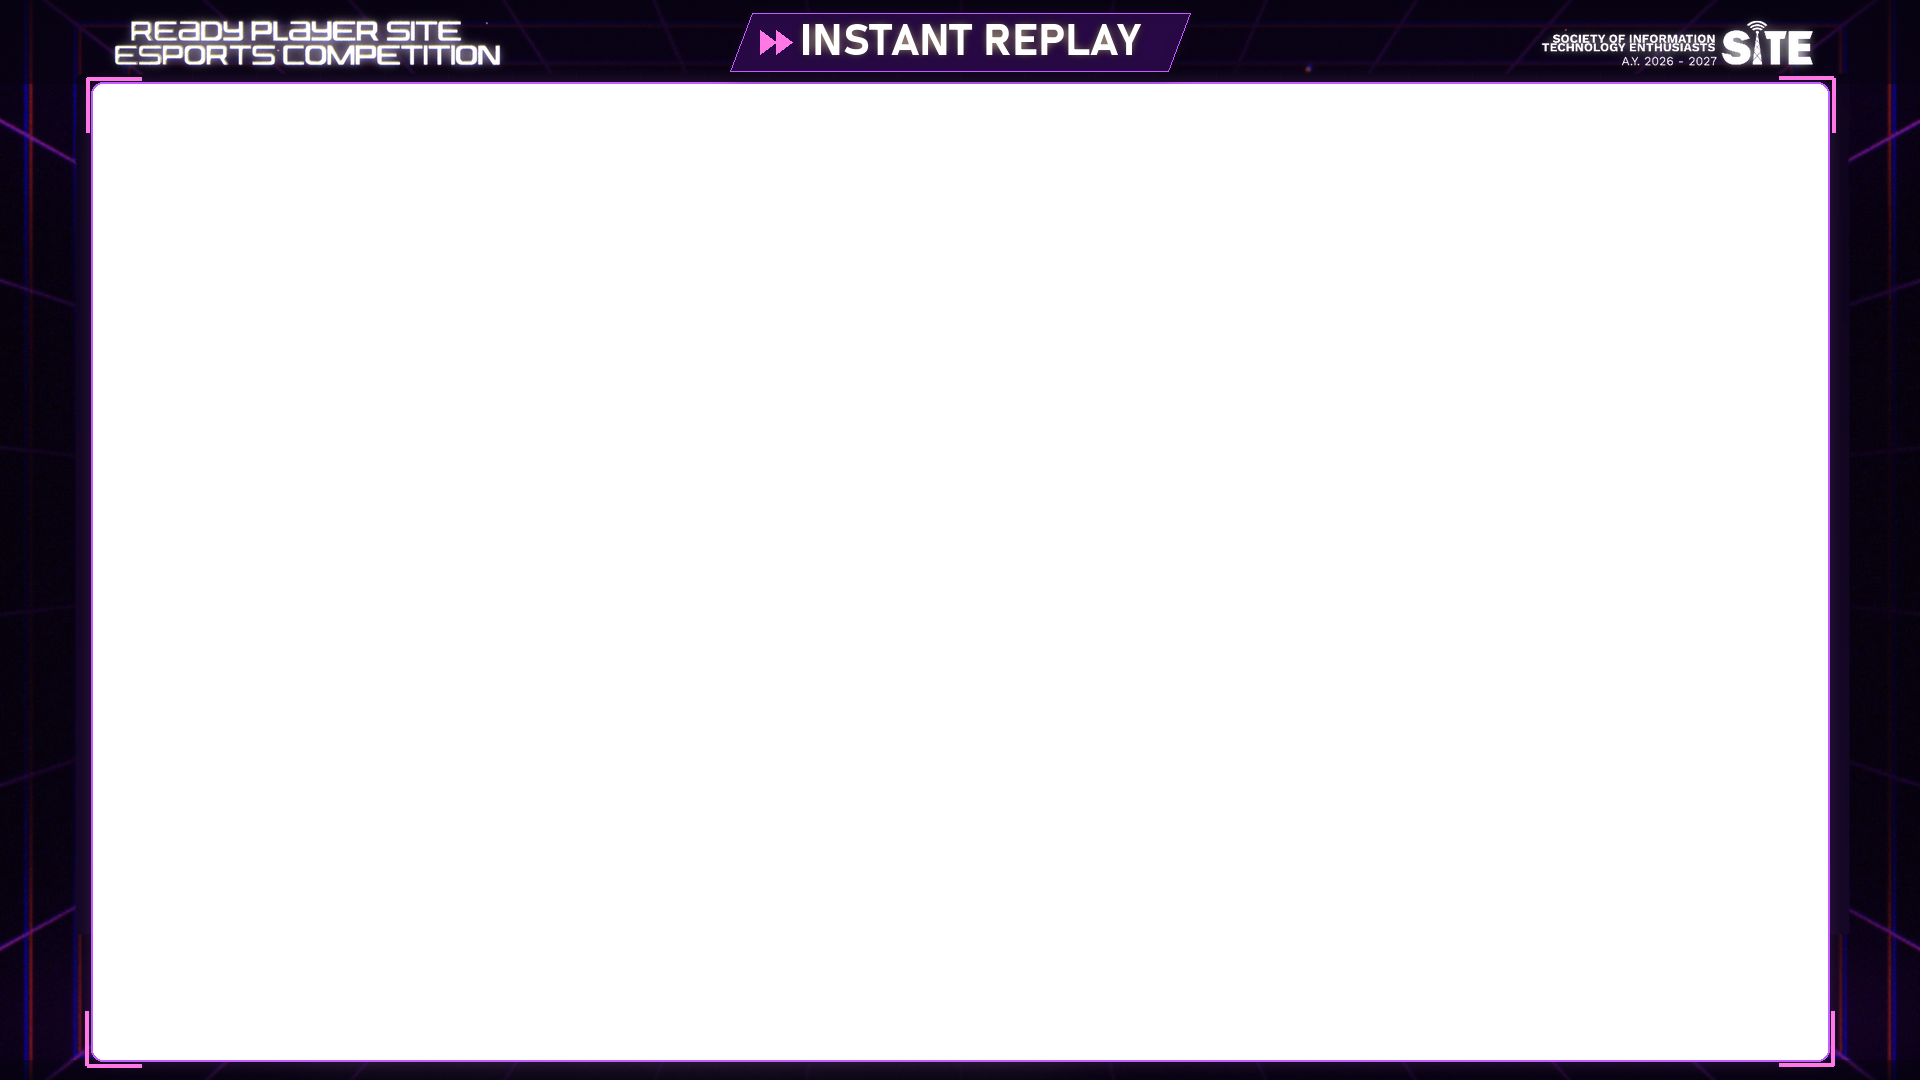 READY PLAYER SITE
ESPORTS COMPETITION
INSTANT REPLAY
SOCIETY OF INFORMATION
TECHNOLOGY ENTHUSIASTS
A.Y. 2026 - 2027
SITE